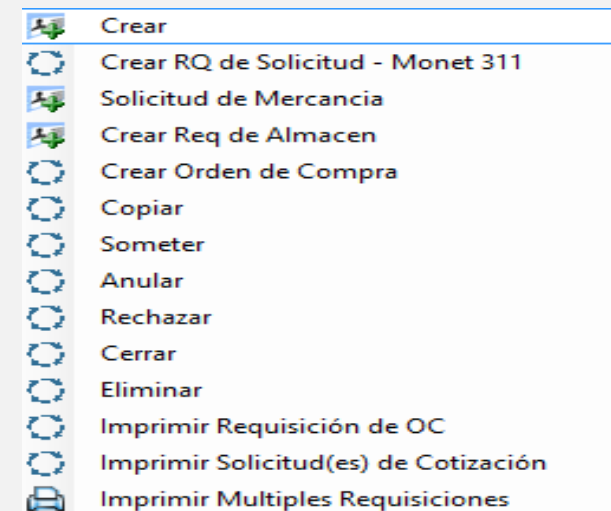 Crear
Crear RQ de Solicitud - Monet 311
Solicitud de Mercancia
Crear Req de Almacen
Crear Orden de Compra
Copiar
Someter
Anular
Rechazar
Cerrar
Eliminar
Imprimir Requisición de OC
Imprimir Solicitud(es) de Cotización
Imprimir Multiples Requisiciones